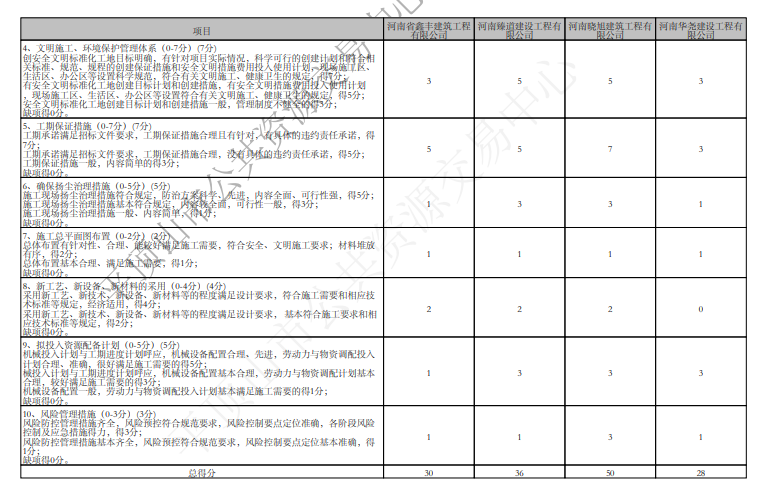 项目 河南省鑫丰建筑工程有限公司 河南臻道建设工程有限公司 河南晓旭建筑工程有限公司 河南华尧建设工程有限公司
4、文明施工、环境保护管理体系（0-7分）(7分)
创安全文明标准化工地目标明确，有针对项目实际情况，科学可行的创建计划和符合相
关标准、规范、规程的创建保证措施和安全文明措施费用投入使用计划，现场施工区、
生活区、办公区等设置科学规范，符合有关文明施工、健康卫生的规定，得7分；
有安全文明标准化工地创建目标计划和创建措施，有安全文明措施费用投入使用计划
，现场施工区、生活区、办公区等设置符合有关文明施工、健康卫生的规定，得5分；
安全文明标准化工地创建目标计划和创建措施一般，管理制度不健全的得3分；
缺项得0分。
3 5 5 3
5、工期保证措施（0-7分）(7分)
工期承诺满足招标文件要求，工期保证措施合理且有针对，有具体的违约责任承诺，得
7分；
工期承诺满足招标文件要求，工期保证措施合理，没有具体的违约责任承诺，得5分；
工期保证措施一般，内容简单的得3分；
缺项得0分。
5 5 7 3
6、确保扬尘治理措施（0-5分）(5分)
施工现场扬尘治理措施符合规定，防治方案科学、先进，内容全面、可行性强，得5分；
施工现场扬尘治理措施基本符合规定，内容较全面，可行性一般，得3分；
施工现场扬尘治理措施一般、内容简单，得1分；
缺项得0分。
1 3 3 1
7、施工总平面图布置（0-2分）(2分)
总体布置有针对性、合理、能较好满足施工需要，符合安全、文明施工要求；材料堆放
有序，得2分；
总体布置基本合理、满足施工需要，得1分；
缺项得0分。
1 1 1 1
8、新工艺、新设备、新材料的采用（0-4分）(4分)
采用新工艺、新技术、新设备、新材料等的程度满足设计要求，符合施工需要和相应技
术标准等规定，经济适用，得4分；
采用新工艺、新技术、新设备、新材料等的程度满足设计要求， 基本符合施工要求和相
应技术标准等规定，得2分；
缺项得0分。
2 2 2 0
9、拟投入资源配备计划（0-5分）(5分)
机械投入计划与工期进度计划呼应，机械设备配置合理、先进，劳动力与物资调配投入
计划合理、准确，很好满足施工需要的得5分；
械投入计划与工期进度计划呼应，机械设备配置基本合理，劳动力与物资调配计划基本
合理，较好满足施工需要的得3分；
机械设备配置一般，劳动力与物资调配投入计划基本满足施工需要的得1分；
缺项得0分。
1 3 3 3
10、风险管理措施（0-3分）(3分)
风险防控管理措施齐全，风险预控符合规范要求，风险控制要点定位准确，各阶段风险
控制及应急措施得力，得3分；
风险防控管理措施基本齐全，风险预控符合规范要求，风险控制要点定位基本准确，得
1分；
缺项得0分。
1 1 3 1
总得分 30 36 50 28
平顶山市公共资源交易中心
平顶山市公共资源交易中心